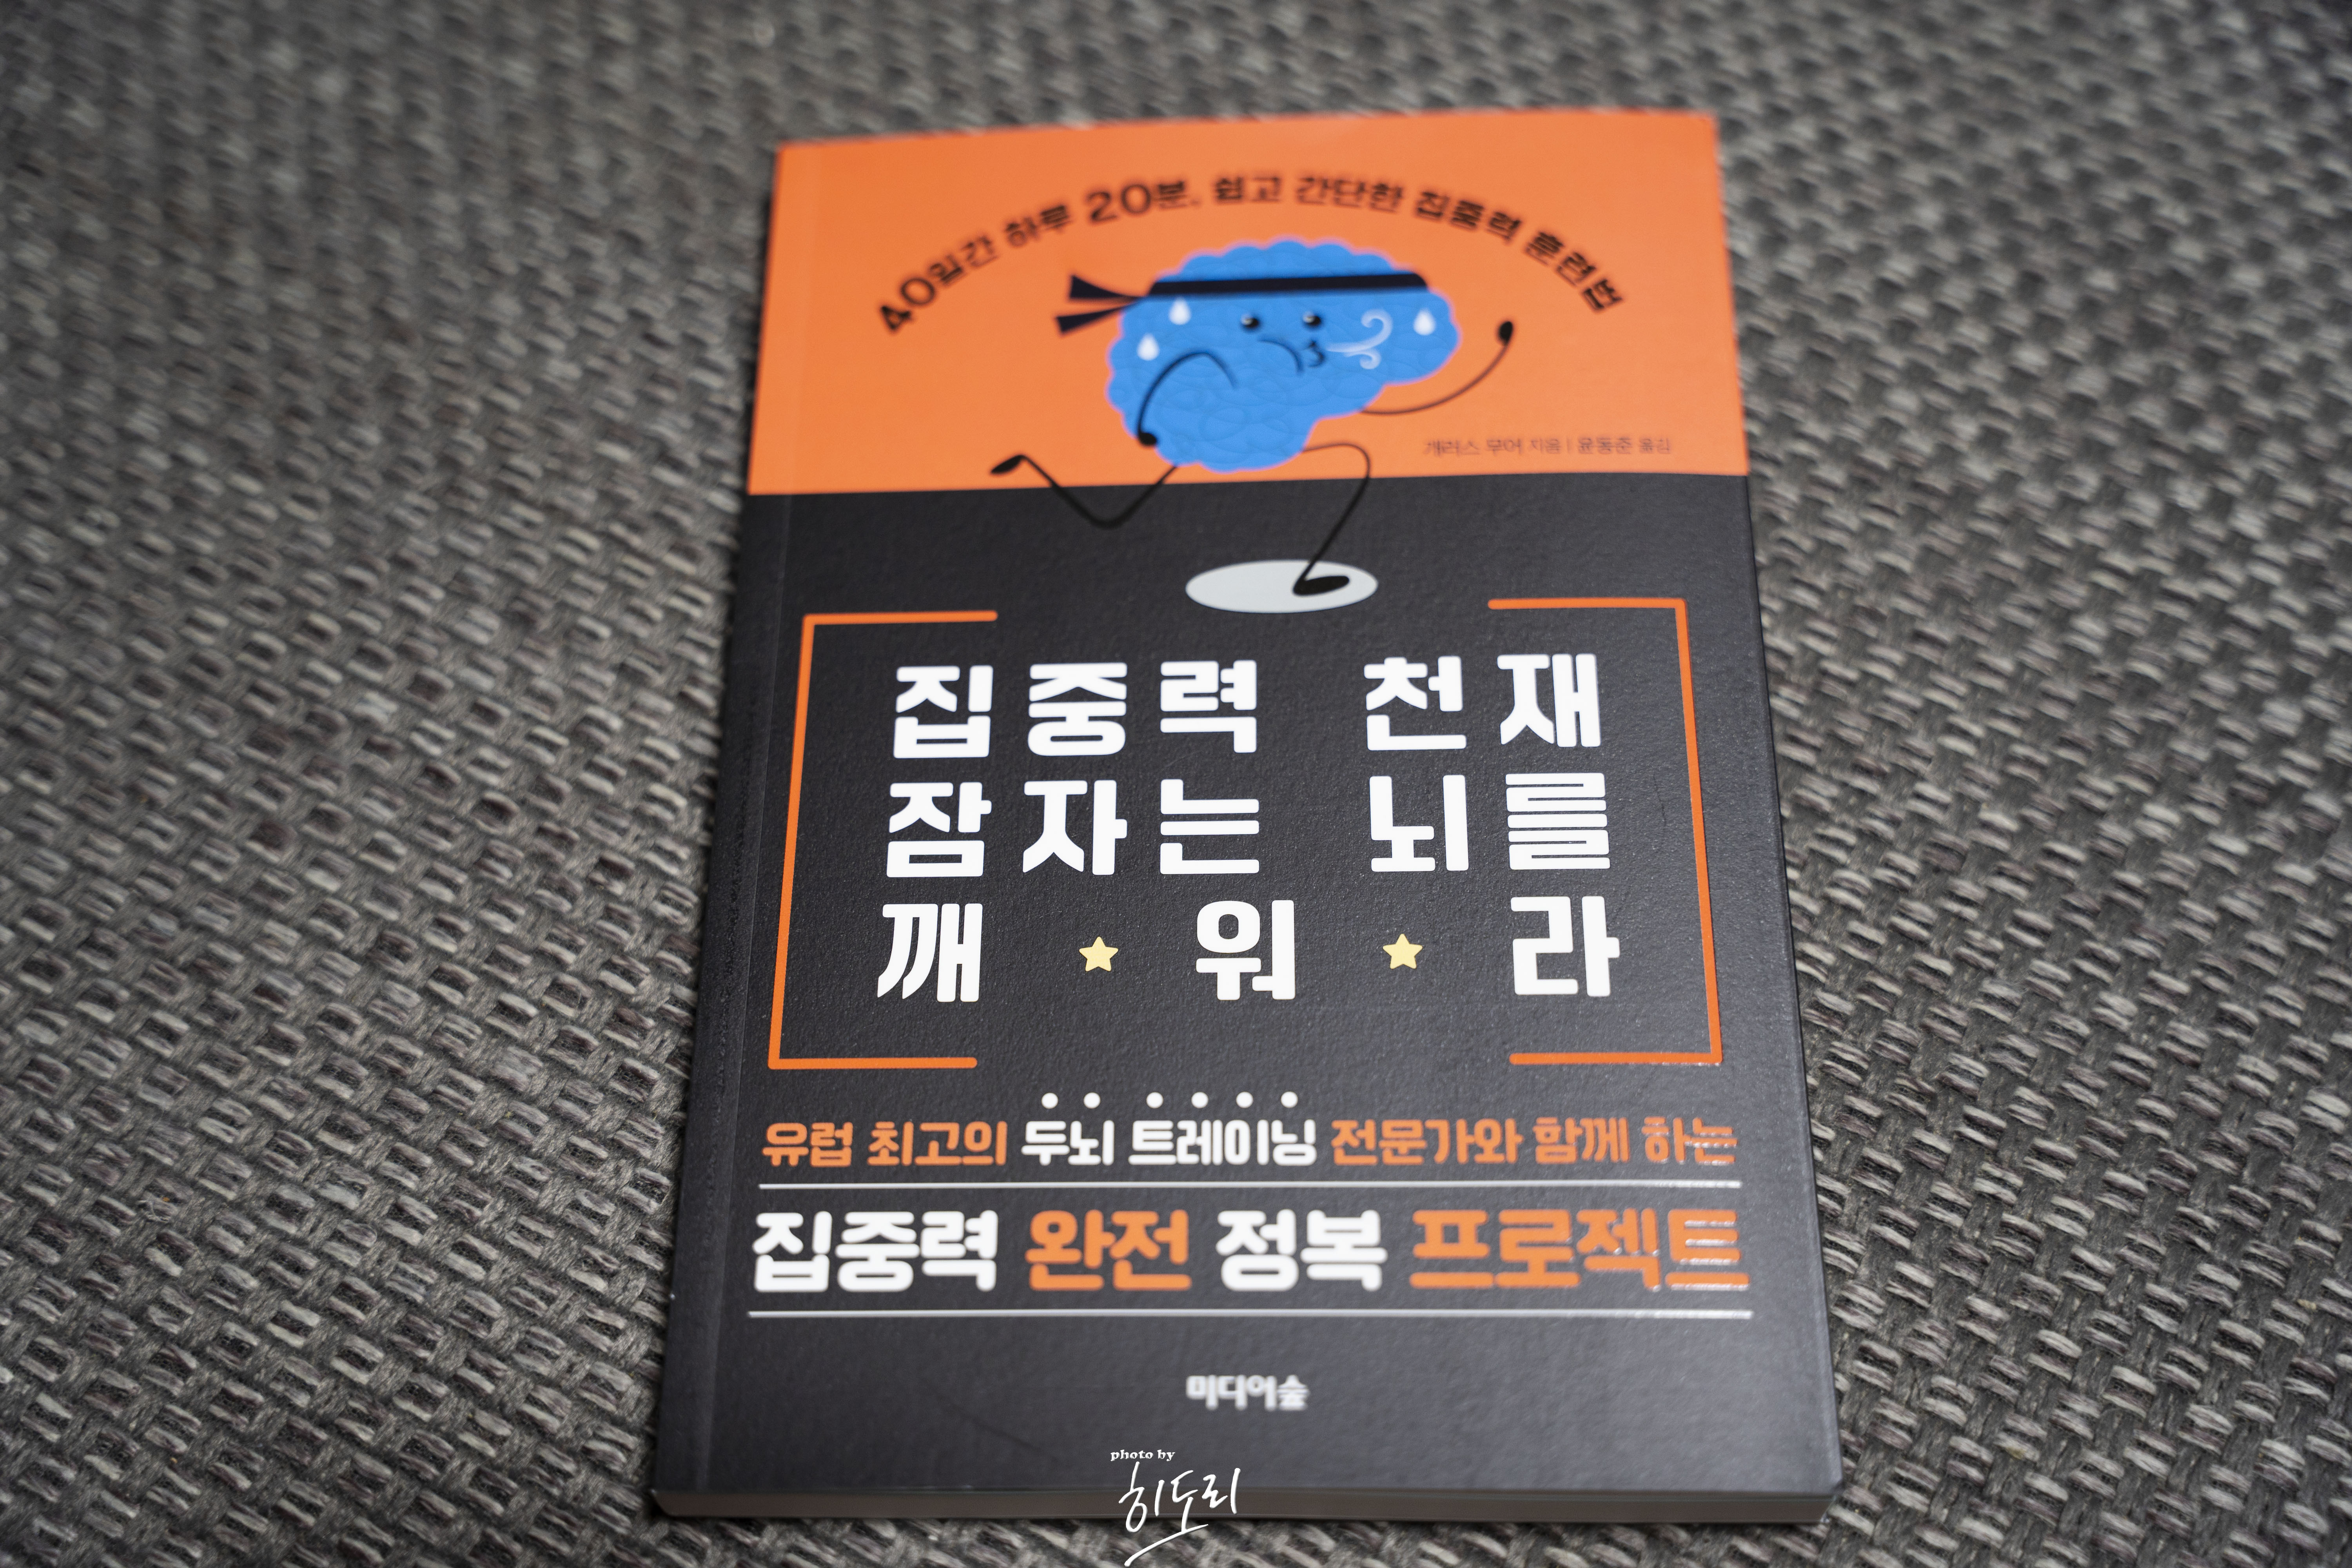 40일간 하루 20분, 쉽고 간단한 집중력 훈련법
개러스 무어 지음 | 윤동준 옮김
집중력 천재
잠자는 뇌를
깨 워 라
유럽 최고의 두뇌 트레이닝 전문가와 함께 하는
집중력 완전 정복 프로젝트
미디어숲
photo by
히도리